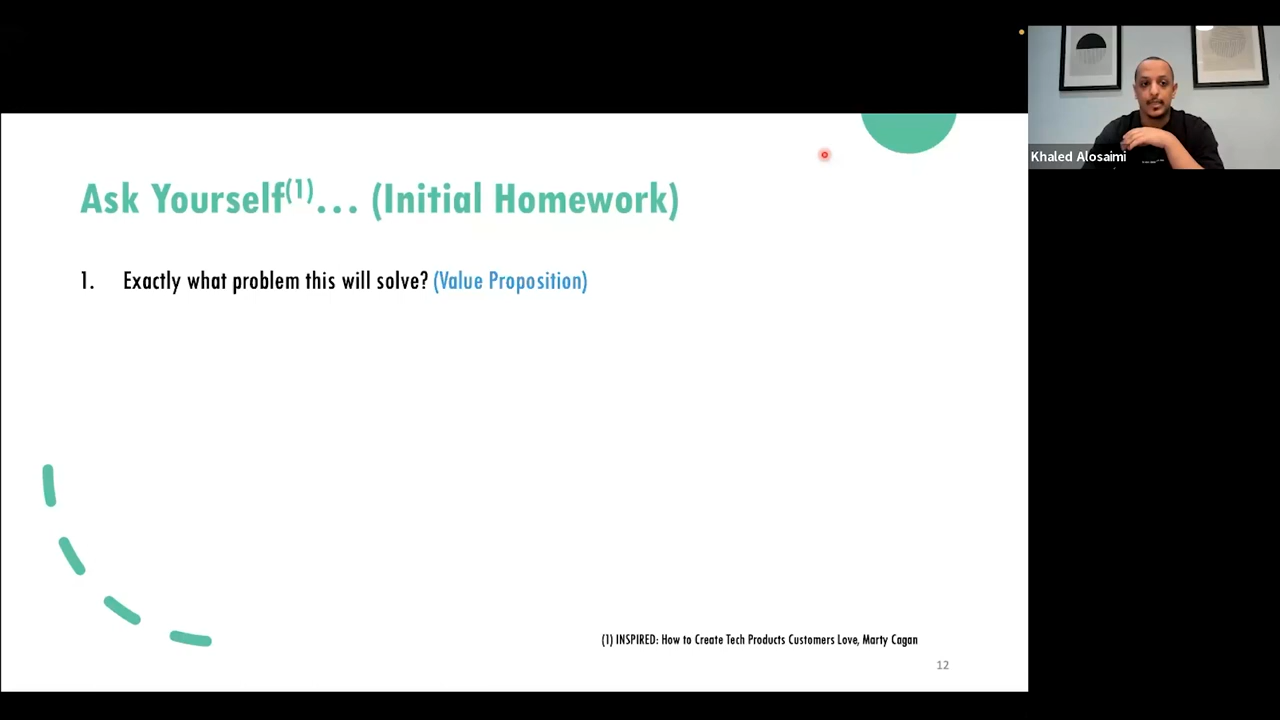 Khaled Alosaimi
Ask Yourself(1)... (Initial Homework)
1. Exactly what problem this will solve? (Value Proposition)
(1) INSPIRED: How to Create Tech Products Customers Love, Marty Cagan
12